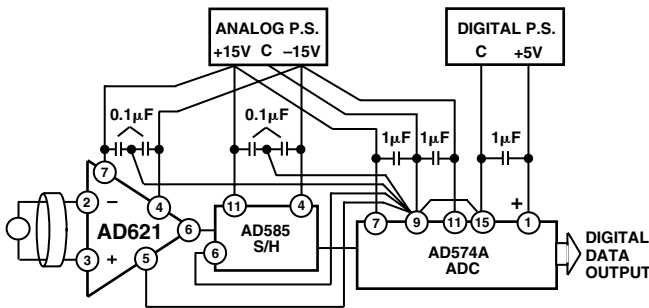 ANALOG P.S.
+15V C –15V
DIGITAL P.S.
C +5V
0.1µF
0.1µF
1µF
1µF
1µF
7
2
–
4
AD621
6
3
+
5
11
4
AD585
S/H
6
7
9
11
15
+
1
AD574A
ADC
DIGITAL
DATA
OUTPUT